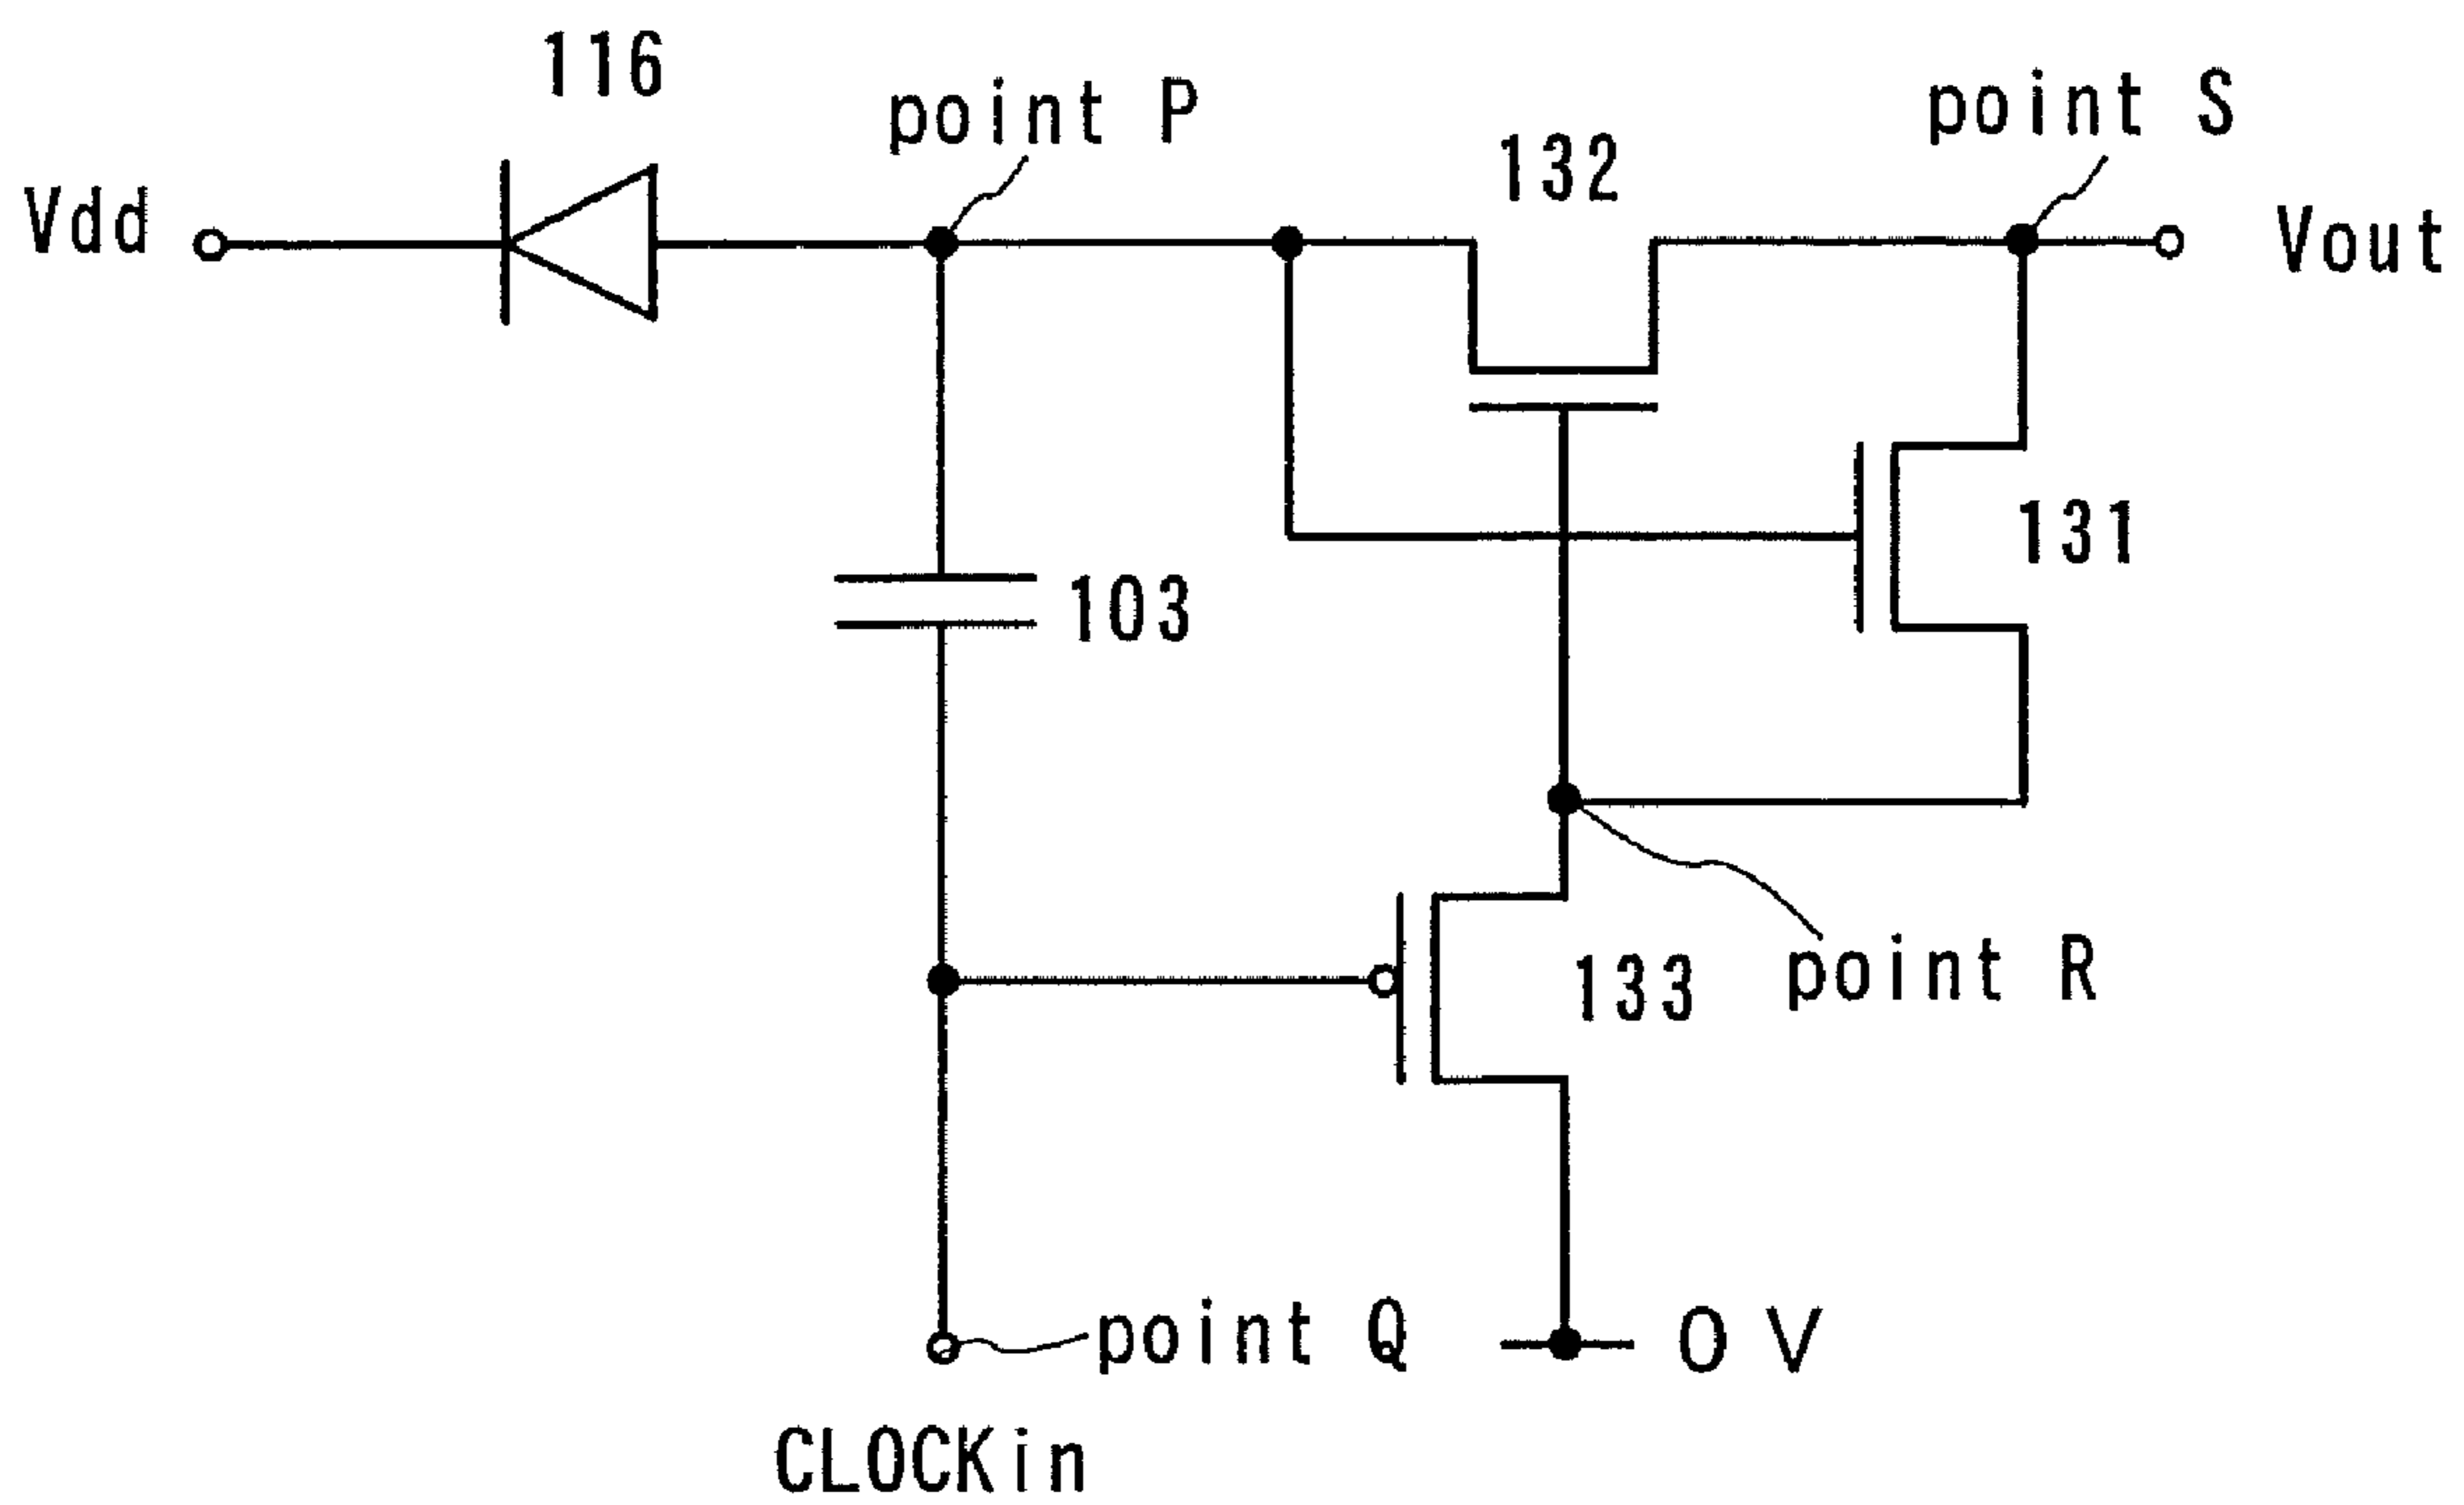 116
point P
point S
132
Vdd
Vout
131
103
133
point R
point Q
0 V
CLOCKin